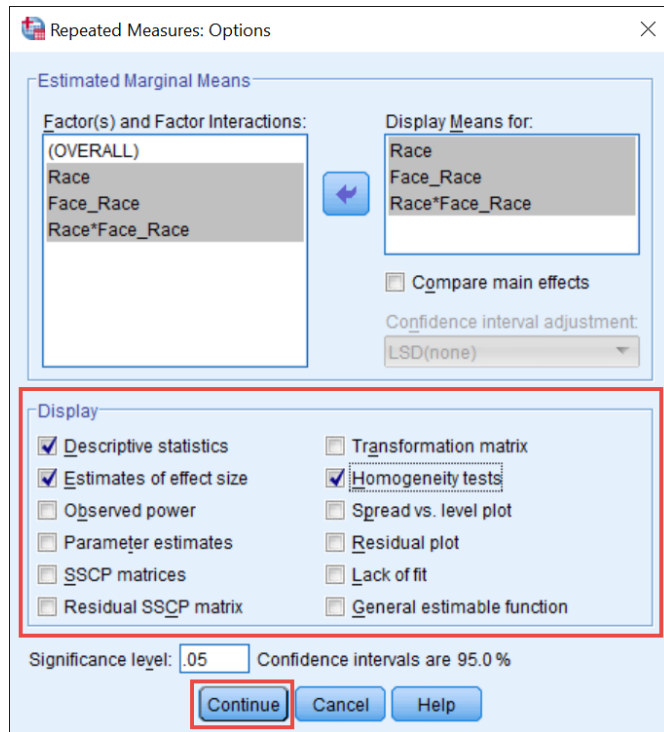 Repeated Measures: Options
Estimated Marginal Means
Factor(s) and Factor Interactions:
(OVERALL)
Race
Face_Race
Race*Face_Race
Display Means for:
Race
Face_Race
Race*Face_Race
Compare main effects
Confidence interval adjustment:
LSD(none)
Display
Descriptive statistics
Estimates of effect size
Observed power
Parameter estimates
SSCP matrices
Residual SSCP matrix
Transformation matrix
Homogeneity tests
Spread vs. level plot
Residual plot
Lack of fit
General estimable function
Significance level: .05 Confidence intervals are 95.0 %
Continue Cancel Help